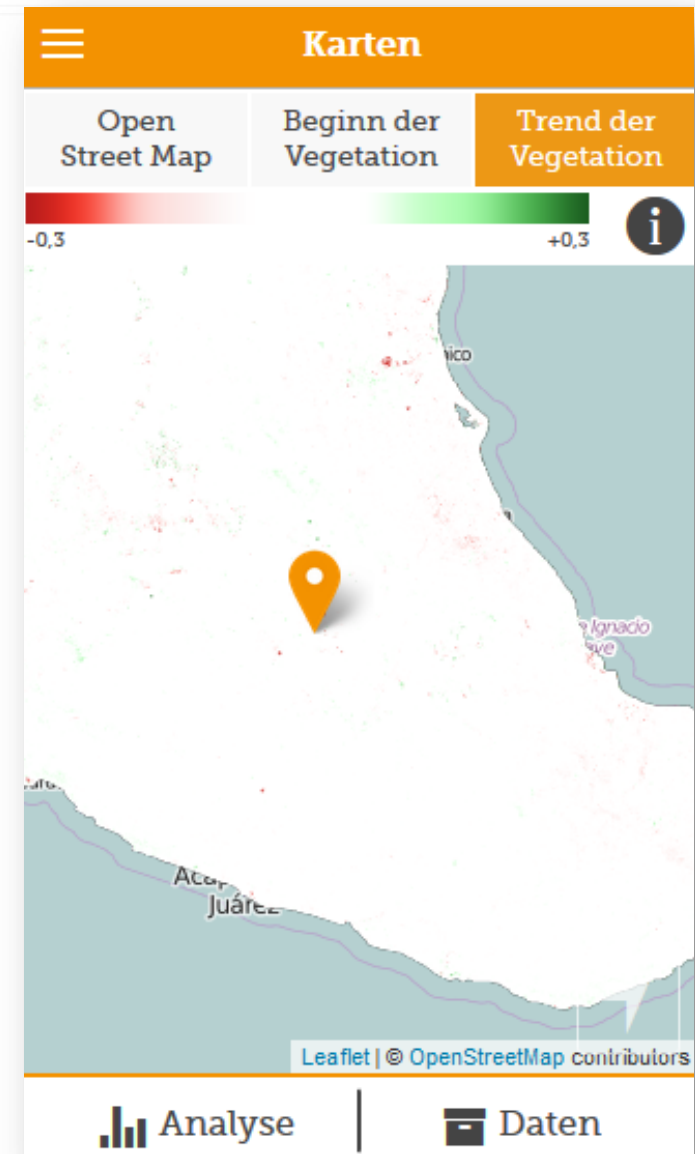 Karten
Open
Street Map
Beginn der
Vegetation
Trend der
Vegetation
-0,3
+0,3
i
Juárez
Leaflet | © OpenStreetMap contributors
Analyse
Daten